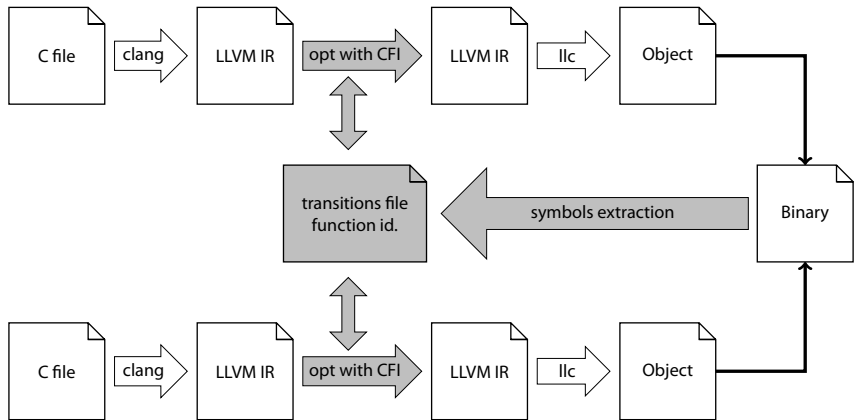 C file
clang
LLVM IR
opt with CFI
LLVM IR
llc
Object
transitions file
function id.
symbols extraction
Binary
C file
clang
LLVM IR
opt with CFI
LLVM IR
llc
Object